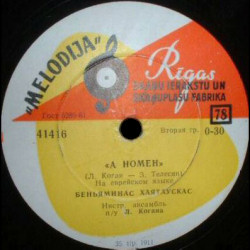 "MELODIJA"
Rīgas
SKAŅU IERAKSTU UN
SKAŅUPLAŠU FABRIKA
78
41416
Вторая гр.
0-30
«А НОМЕН»
(Л. Коган — З. Телесин)
На еврейском языке
БЕНЬЯМИНАС ХАЯТАУСКАС
Инстр. ансамбль
п/у Л. Когана